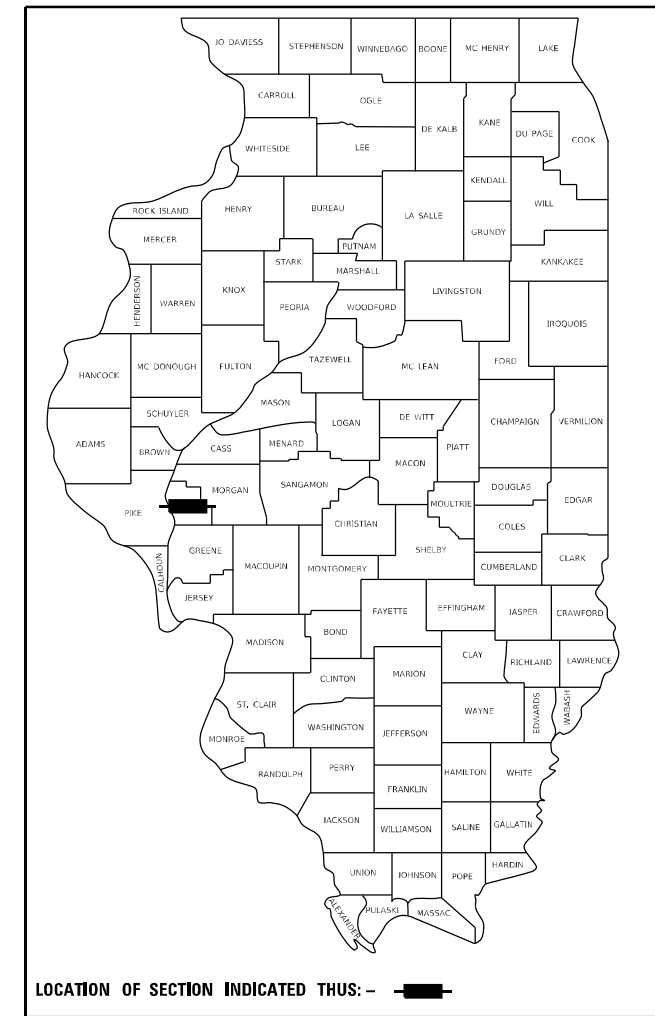 JO DAVIESS STEPHENSON WINNEBAGO BOONE MC HENRY LAKE
CARROLL OGLE DE KALB KANE DU PAGE COOK
WHITESIDE LEE
KENDALL WILL
ROCK ISLAND HENRY BUREAU LA SALLE GRUNDY
MERCER PUTNAM KANKAKEE
STARK MARSHALL
HENDERSON WARREN KNOX PEORIA WOODFORD LIVINGSTON IROQUOIS
HANCOCK MC DONOUGH FULTON TAZEWELL MC LEAN FORD
MASON
SCHUYLER LOGAN DE WITT CHAMPAIGN VERMILION
ADAMS BROWN CASS MENARD MACON PIATT
PIKE MORGAN SANGAMON MOULTRIE DOUGLAS EDGAR
CHRISTIAN COLES
CALHOUN GREENE MACOUPIN MONTGOMERY SHELBY CUMBERLAND CLARK
JERSEY FAYETTE EFFINGHAM JASPER CRAWFORD
MADISON BOND
CLAY RICHLAND LAWRENCE
CLINTON MARION
ST. CLAIR WAYNE EDWARDS WABASH
WASHINGTON JEFFERSON
MONROE
RANDOLPH PERRY HAMILTON WHITE
FRANKLIN
JACKSON WILLIAMSON SALINE GALLATIN
UNION JOHNSON POPE HARDIN
ALEXANDER PULASKI MASSAC
LOCATION OF SECTION INDICATED THUS: –